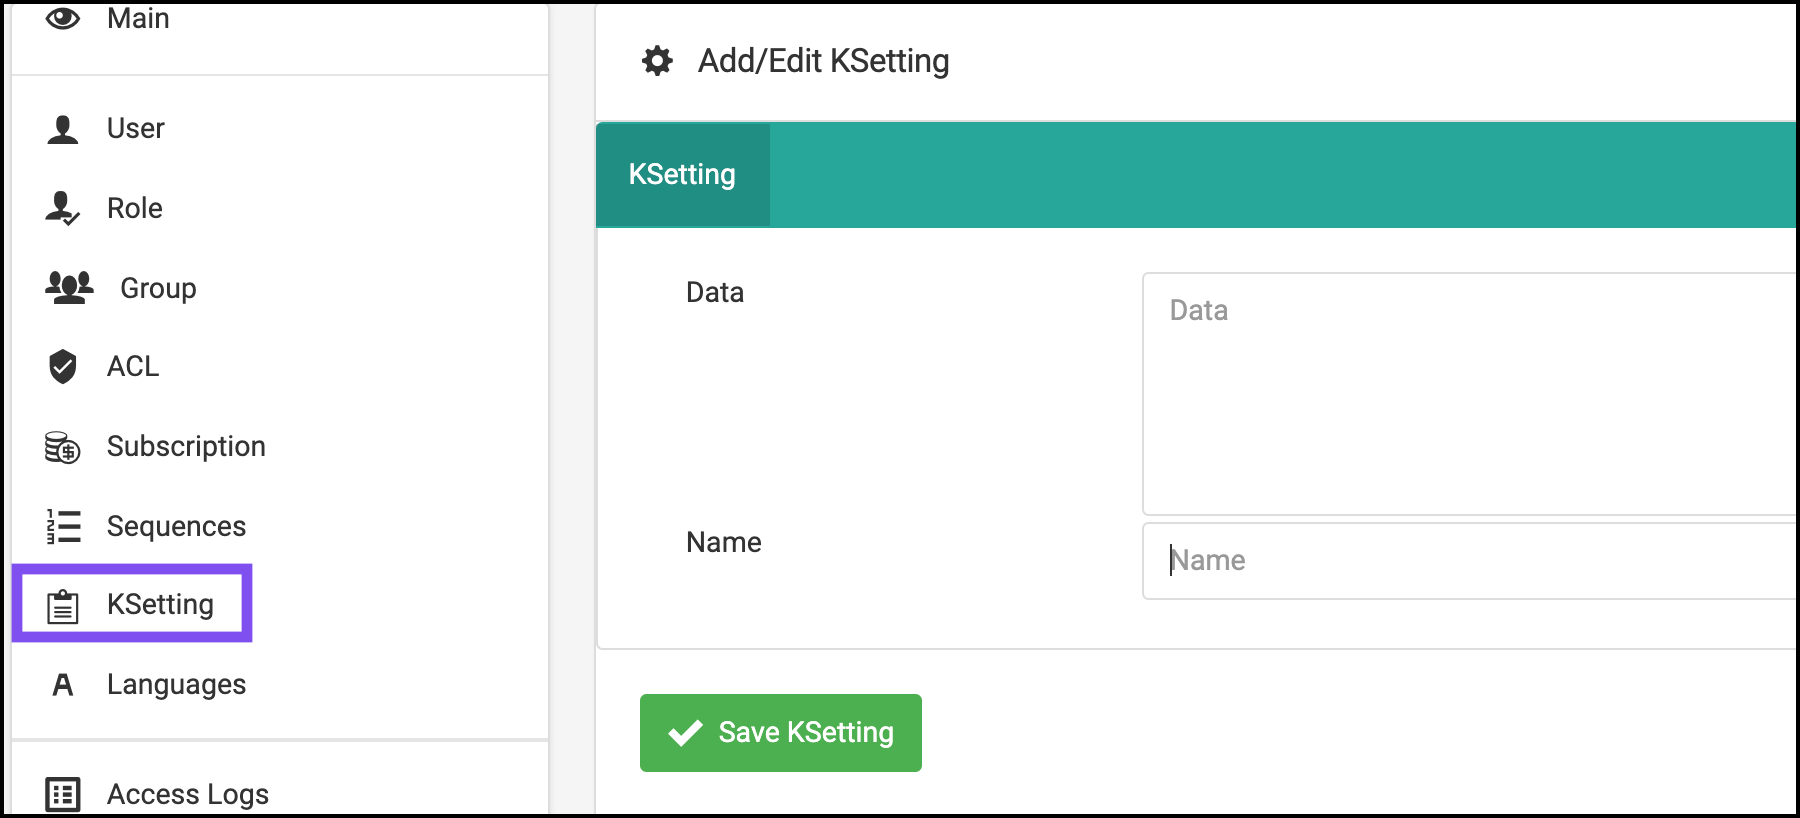 Main
User
Role
Group
ACL
Subscription
Sequences
KSetting
Languages
Access Logs
Add/Edit KSetting
KSetting
Data
Data
Name
Name
Save KSetting